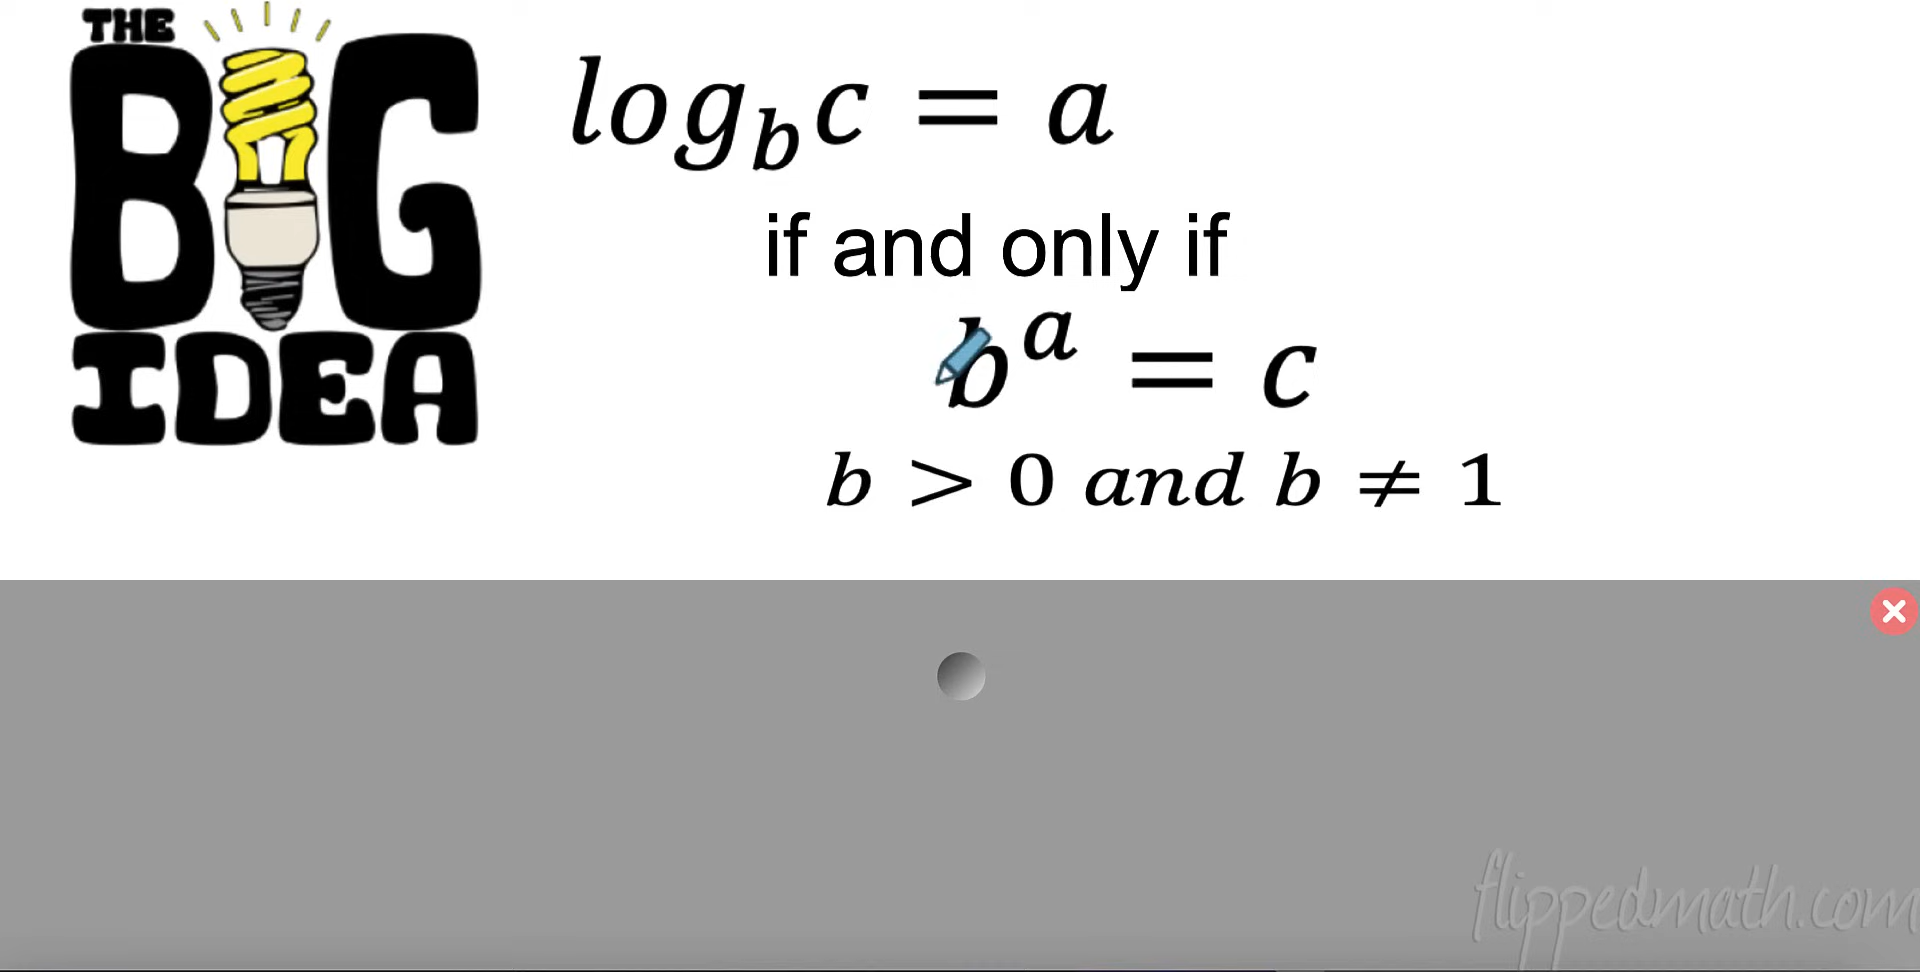 THE
BIG
IDEA
log_b c = a
if and only if
b^a = c
b > 0 and b ≠ 1
flippedmath.com